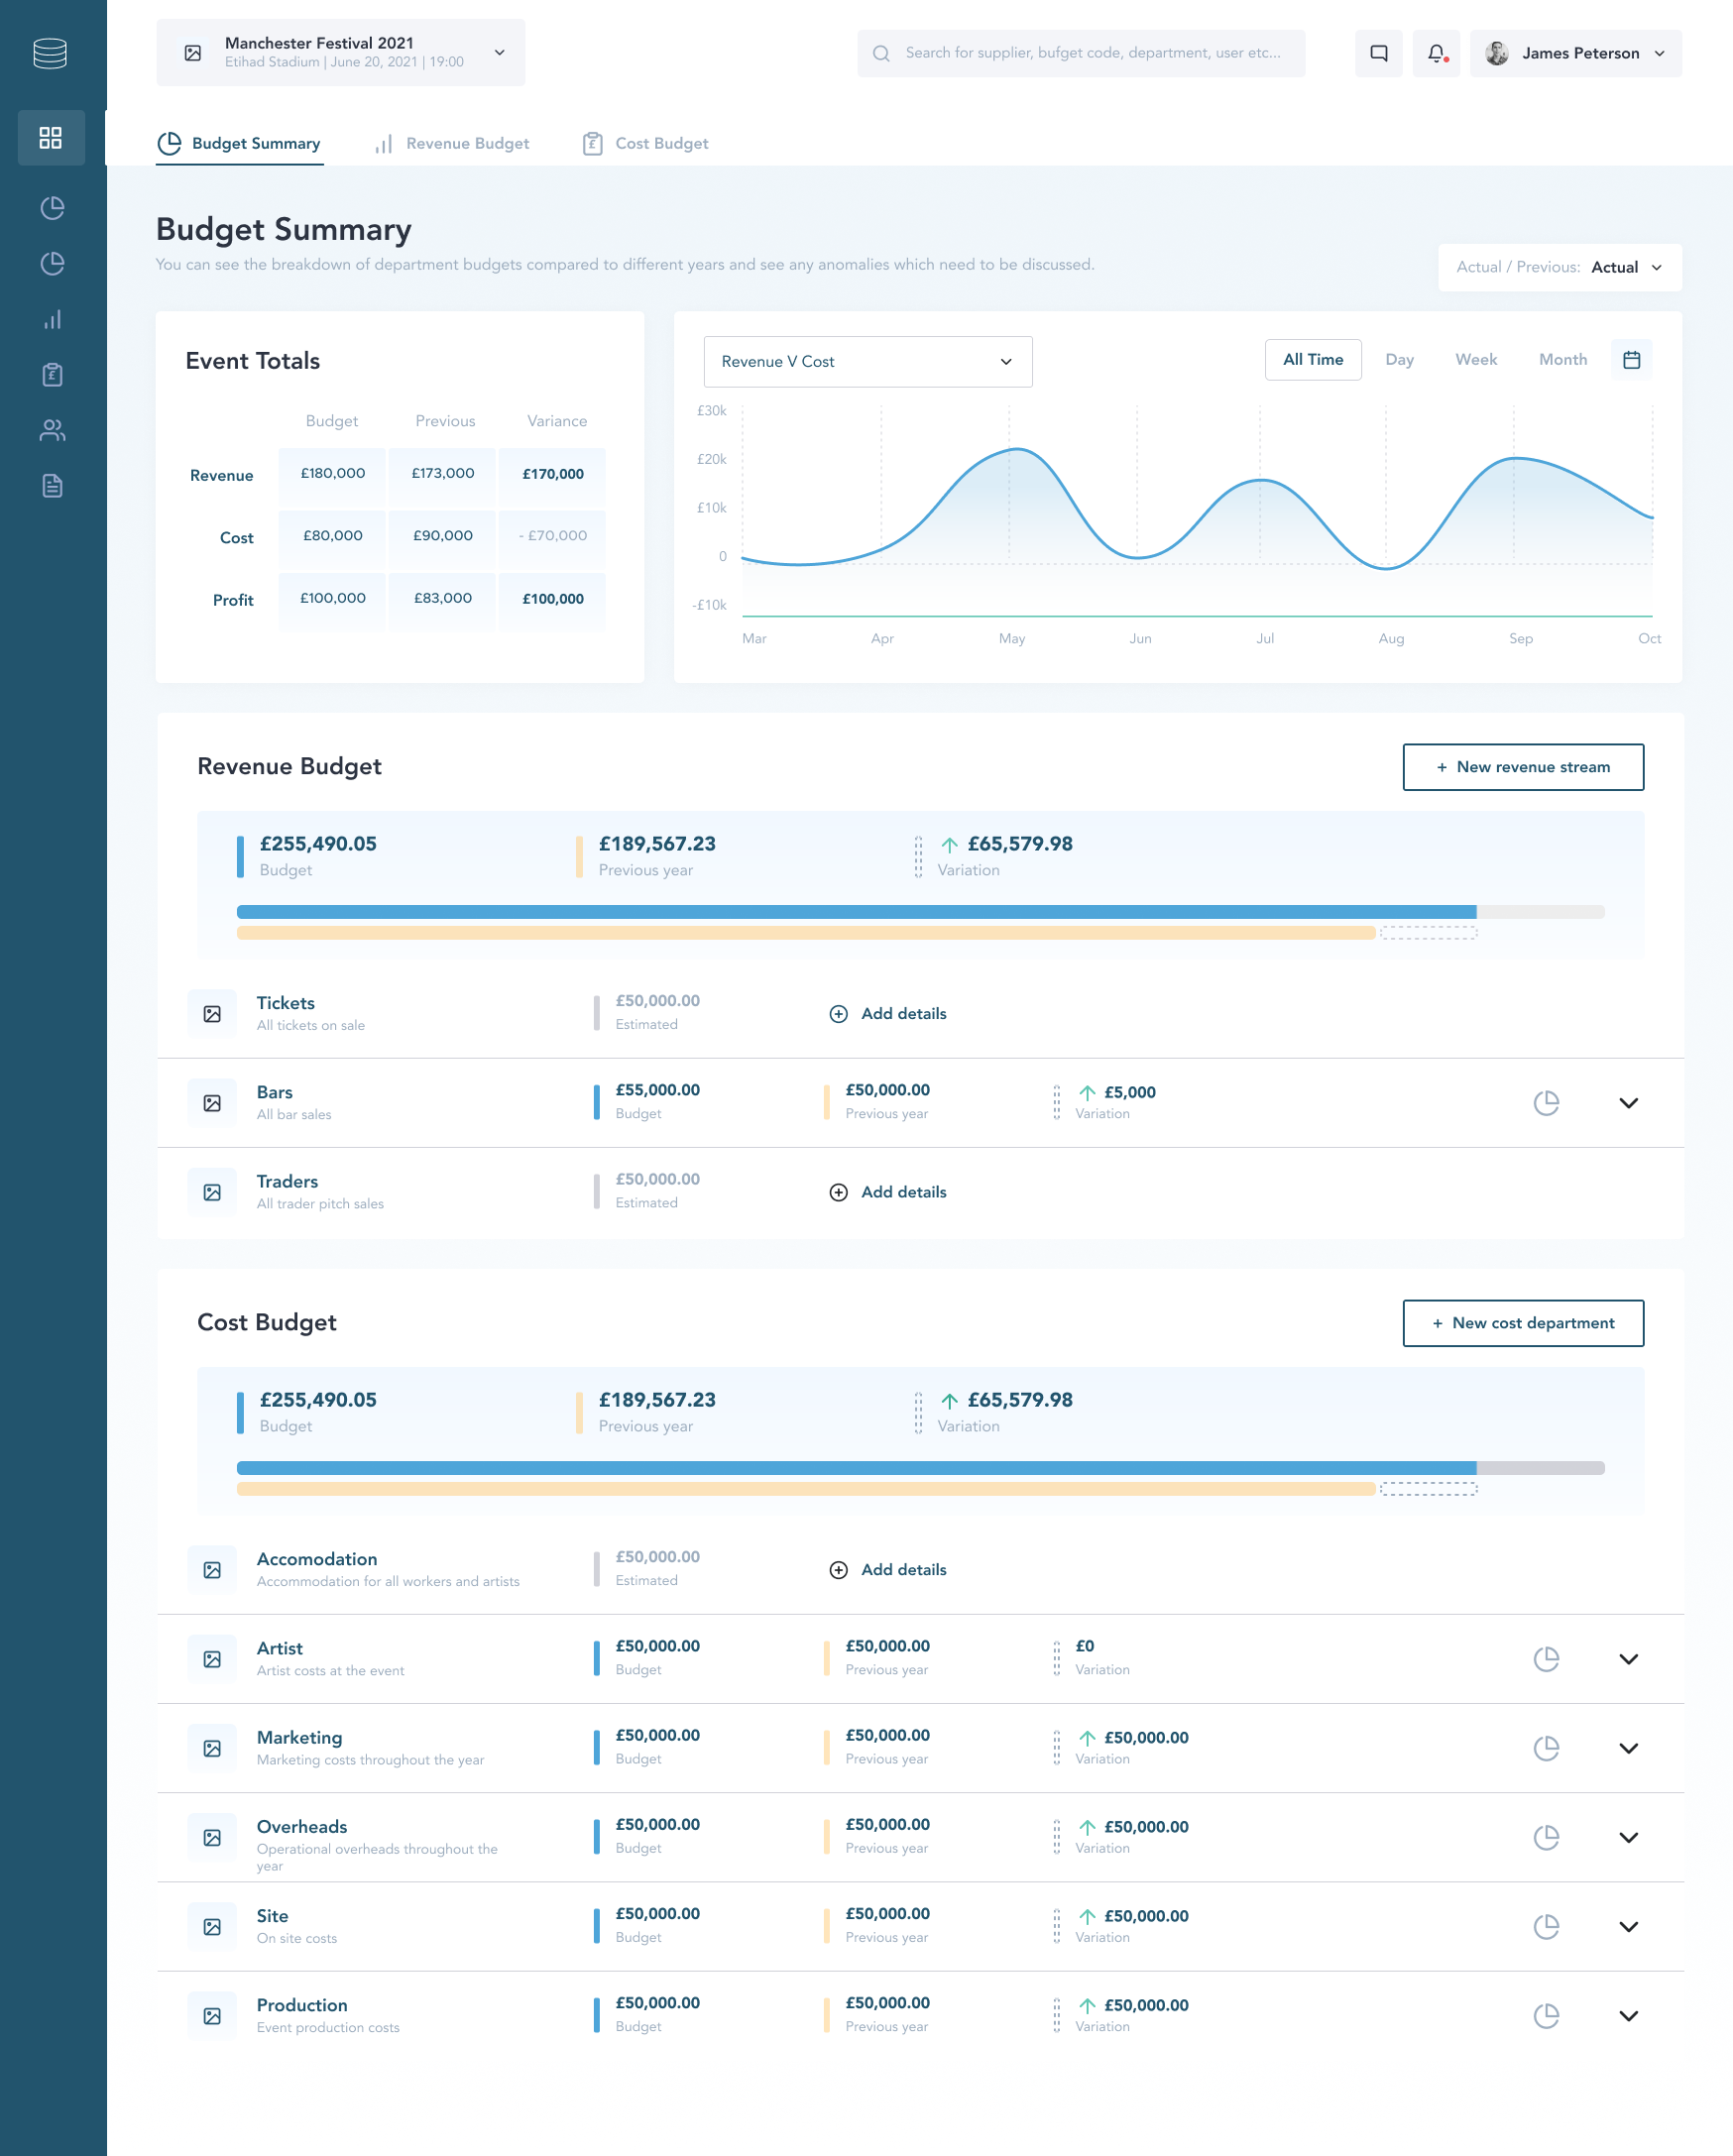 Manchester Festival 2021
Etihad Stadium | June 20, 2021 | 19:00
Search for supplier, bufget code, department, user etc...
James Peterson
Budget Summary
Revenue Budget
£
Cost Budget
Budget Summary
You can see the breakdown of department budgets compared to different years and see any anomalies which need to be discussed.
Actual / Previous: Actual
£
Event Totals
Budget Previous Variance
Revenue £180,000 £173,000 £170,000
Cost £80,000 £90,000 - £70,000
Profit £100,000 £83,000 £100,000
Revenue V Cost
All Time Day Week Month
£30k
£20k
£10k
0
-£10k
Mar Apr May Jun Jul Aug Sep Oct
Revenue Budget
+ New revenue stream
£255,490.05 £189,567.23 £65,579.98
Budget Previous year Variation
Tickets
All tickets on sale
£50,000.00
Estimated
Add details
Bars
All bar sales
£55,000.00 £50,000.00 £5,000
Budget Previous year Variation
Traders
All trader pitch sales
£50,000.00
Estimated
Add details
Cost Budget
+ New cost department
£255,490.05 £189,567.23 £65,579.98
Budget Previous year Variation
Accomodation
Accommodation for all workers and artists
£50,000.00
Estimated
Add details
Artist
Artist costs at the event
£50,000.00 £50,000.00 £0
Budget Previous year Variation
Marketing
Marketing costs throughout the year
£50,000.00 £50,000.00 £50,000.00
Budget Previous year Variation
Overheads
Operational overheads throughout the
year
£50,000.00 £50,000.00 £50,000.00
Budget Previous year Variation
Site
On site costs
£50,000.00 £50,000.00 £50,000.00
Budget Previous year Variation
Production
Event production costs
£50,000.00 £50,000.00 £50,000.00
Budget Previous year Variation